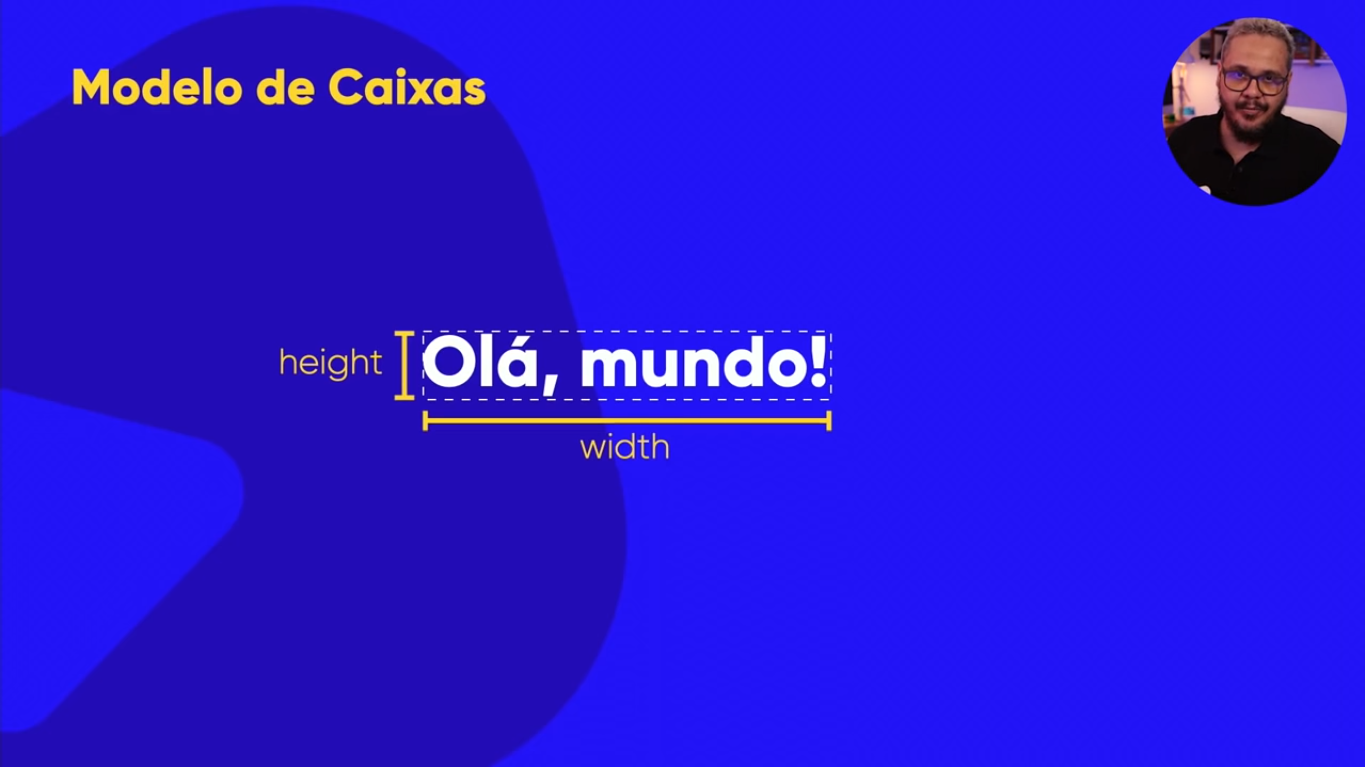 Modelo de Caixas
height
Olá, mundo!
width